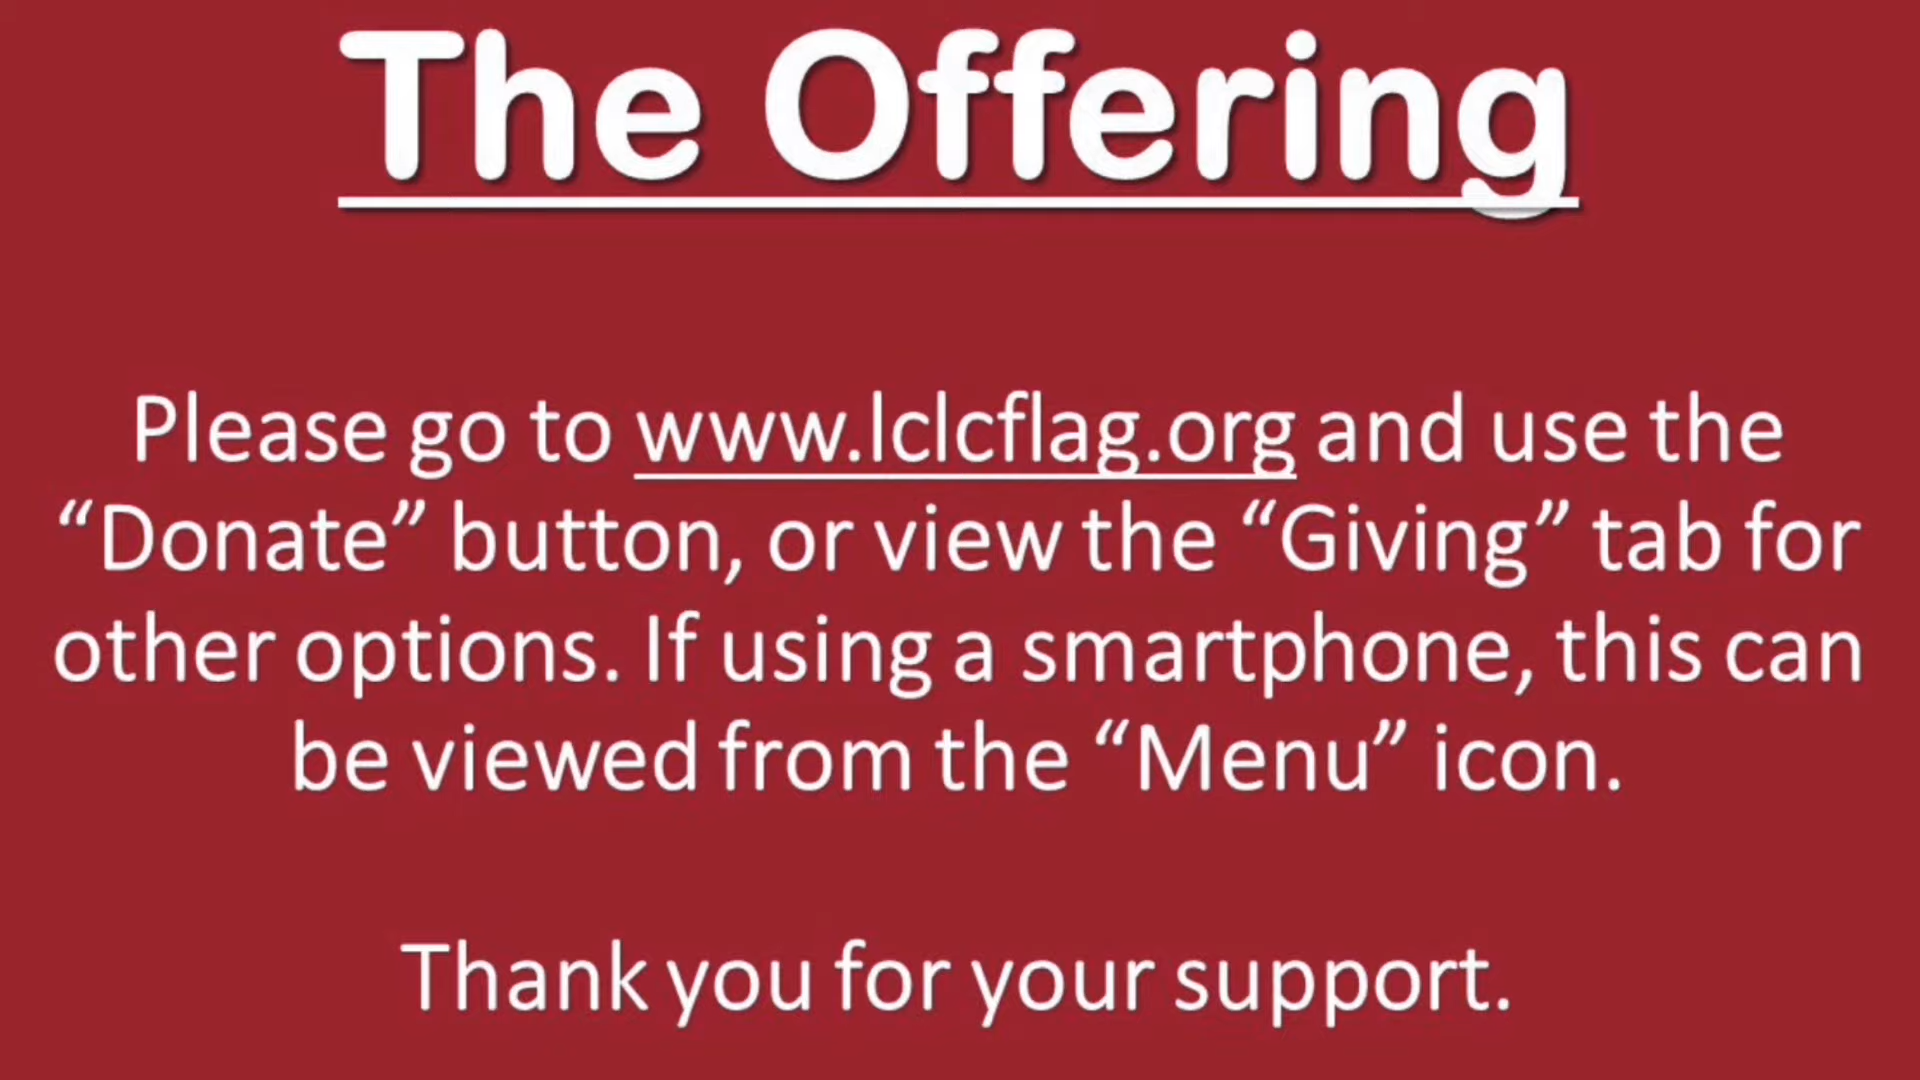 The Offering
Please go to www.lclcflag.org and use the
“Donate” button, or view the “Giving” tab for
other options. If using a smartphone, this can
be viewed from the “Menu” icon.
Thank you for your support.